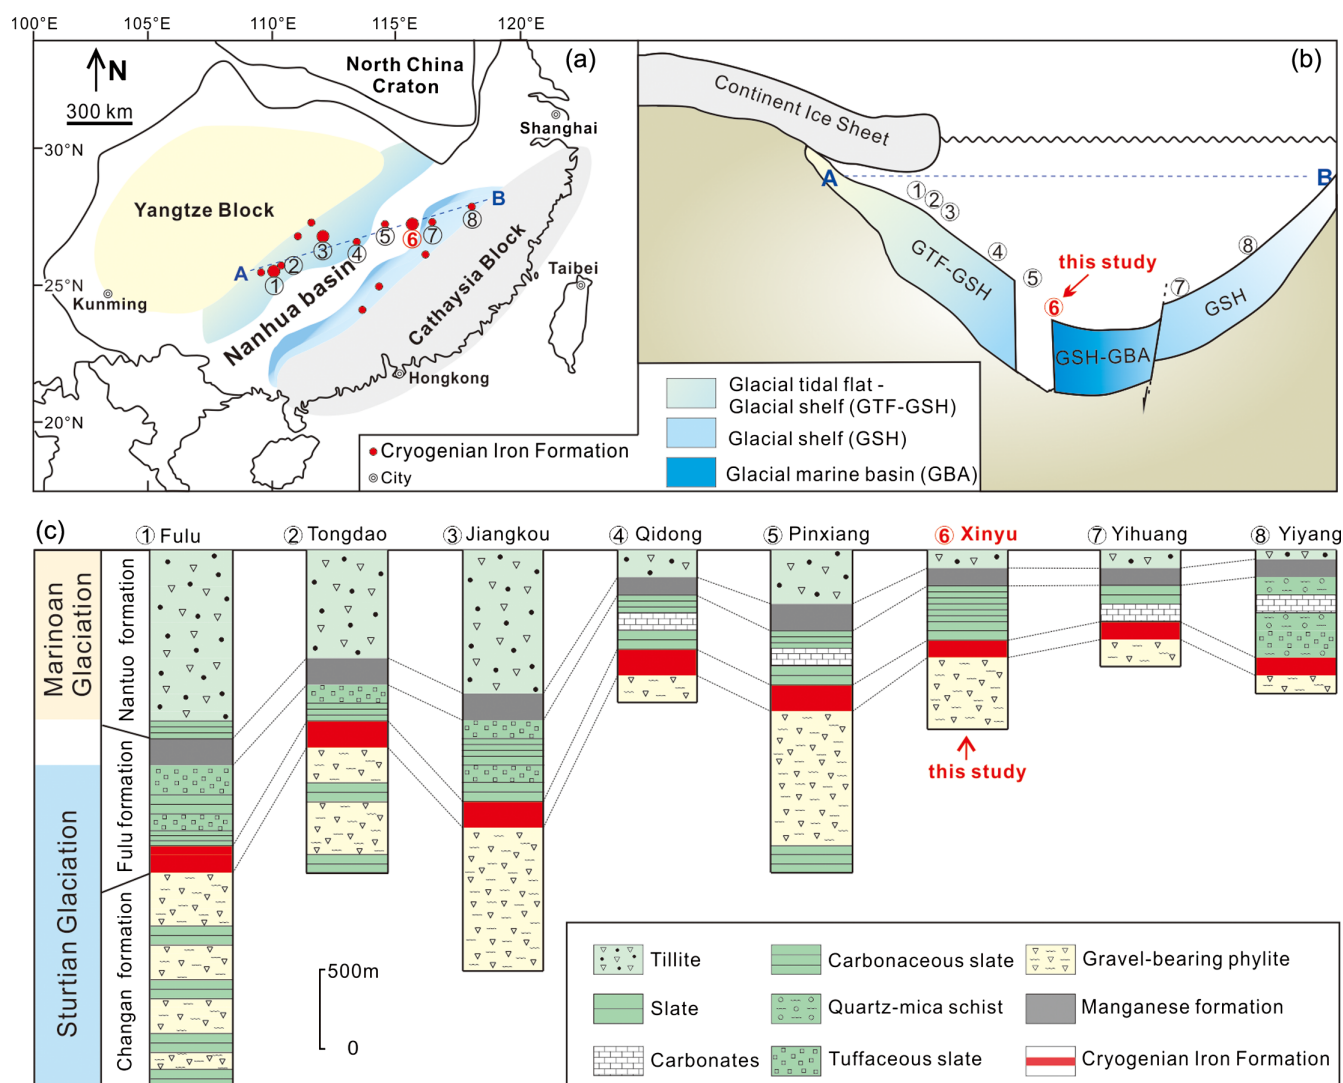 100°E
105°E
110°E
115°E
120°E
30°N
25°N
20°N
N
300 km
(a)
North China
Craton
Shanghai
Yangtze Block
Kunming
Nanhua basin
Cathaysia Block
Taibei
Hongkong
A
B
①
②
③
④
⑤
⑥
⑦
⑧
Cryogenian Iron Formation
City
(b)
Continent Ice Sheet
A
B
①
②
③
④
⑤
⑥
⑦
⑧
this study
GTF-GSH
GSH-GBA
GSH
Glacial tidal flat -
Glacial shelf (GTF-GSH)
Glacial shelf (GSH)
Glacial marine basin (GBA)
(c)
① Fulu
② Tongdao
③ Jiangkou
④ Qidong
⑤ Pinxiang
⑥ Xinyu
⑦ Yihuang
⑧ Yiyang
Marinoan
Glaciation
Sturtian Glaciation
Nantuo formation
Fulu formation
Changan formation
this study
500m
0
Tillite
Carbonaceous slate
Gravel-bearing phylite
Slate
Quartz-mica schist
Manganese formation
Carbonates
Tuffaceous slate
Cryogenian Iron Formation